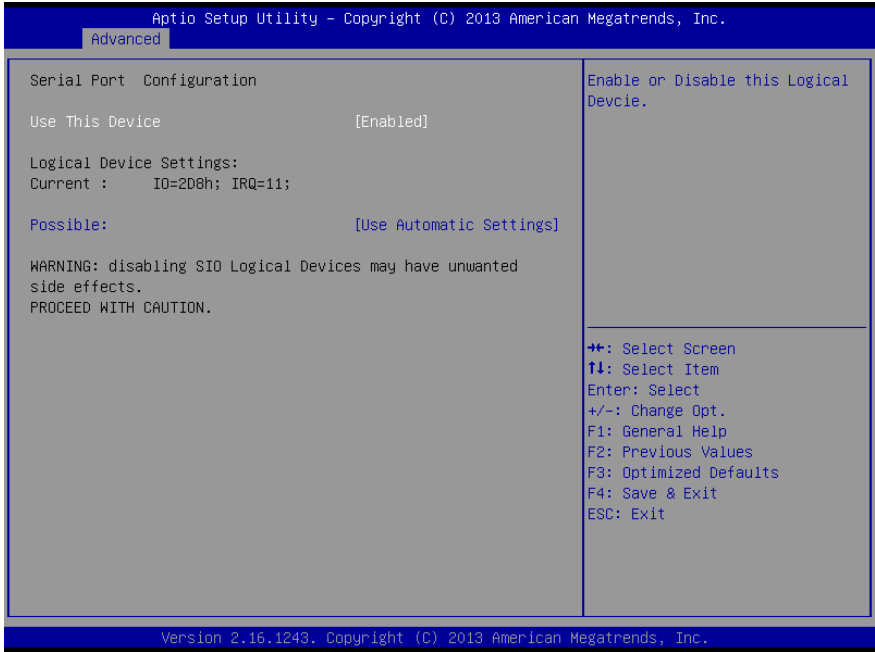 Aptio Setup Utility – Copyright (C) 2013 American Megatrends, Inc.
Advanced
Serial Port  Configuration
Use This Device [Enabled]
Logical Device Settings:
Current : IO=2D8h; IRQ=11;
Possible: [Use Automatic Settings]
WARNING: disabling SIO Logical Devices may have unwanted
side effects.
PROCEED WITH CAUTION.
Enable or Disable this Logical
Devcie.
→←: Select Screen
↑↓: Select Item
Enter: Select
+/-: Change Opt.
F1: General Help
F2: Previous Values
F3: Optimized Defaults
F4: Save & Exit
ESC: Exit
Version 2.16.1243. Copyright (C) 2013 American Megatrends, Inc.